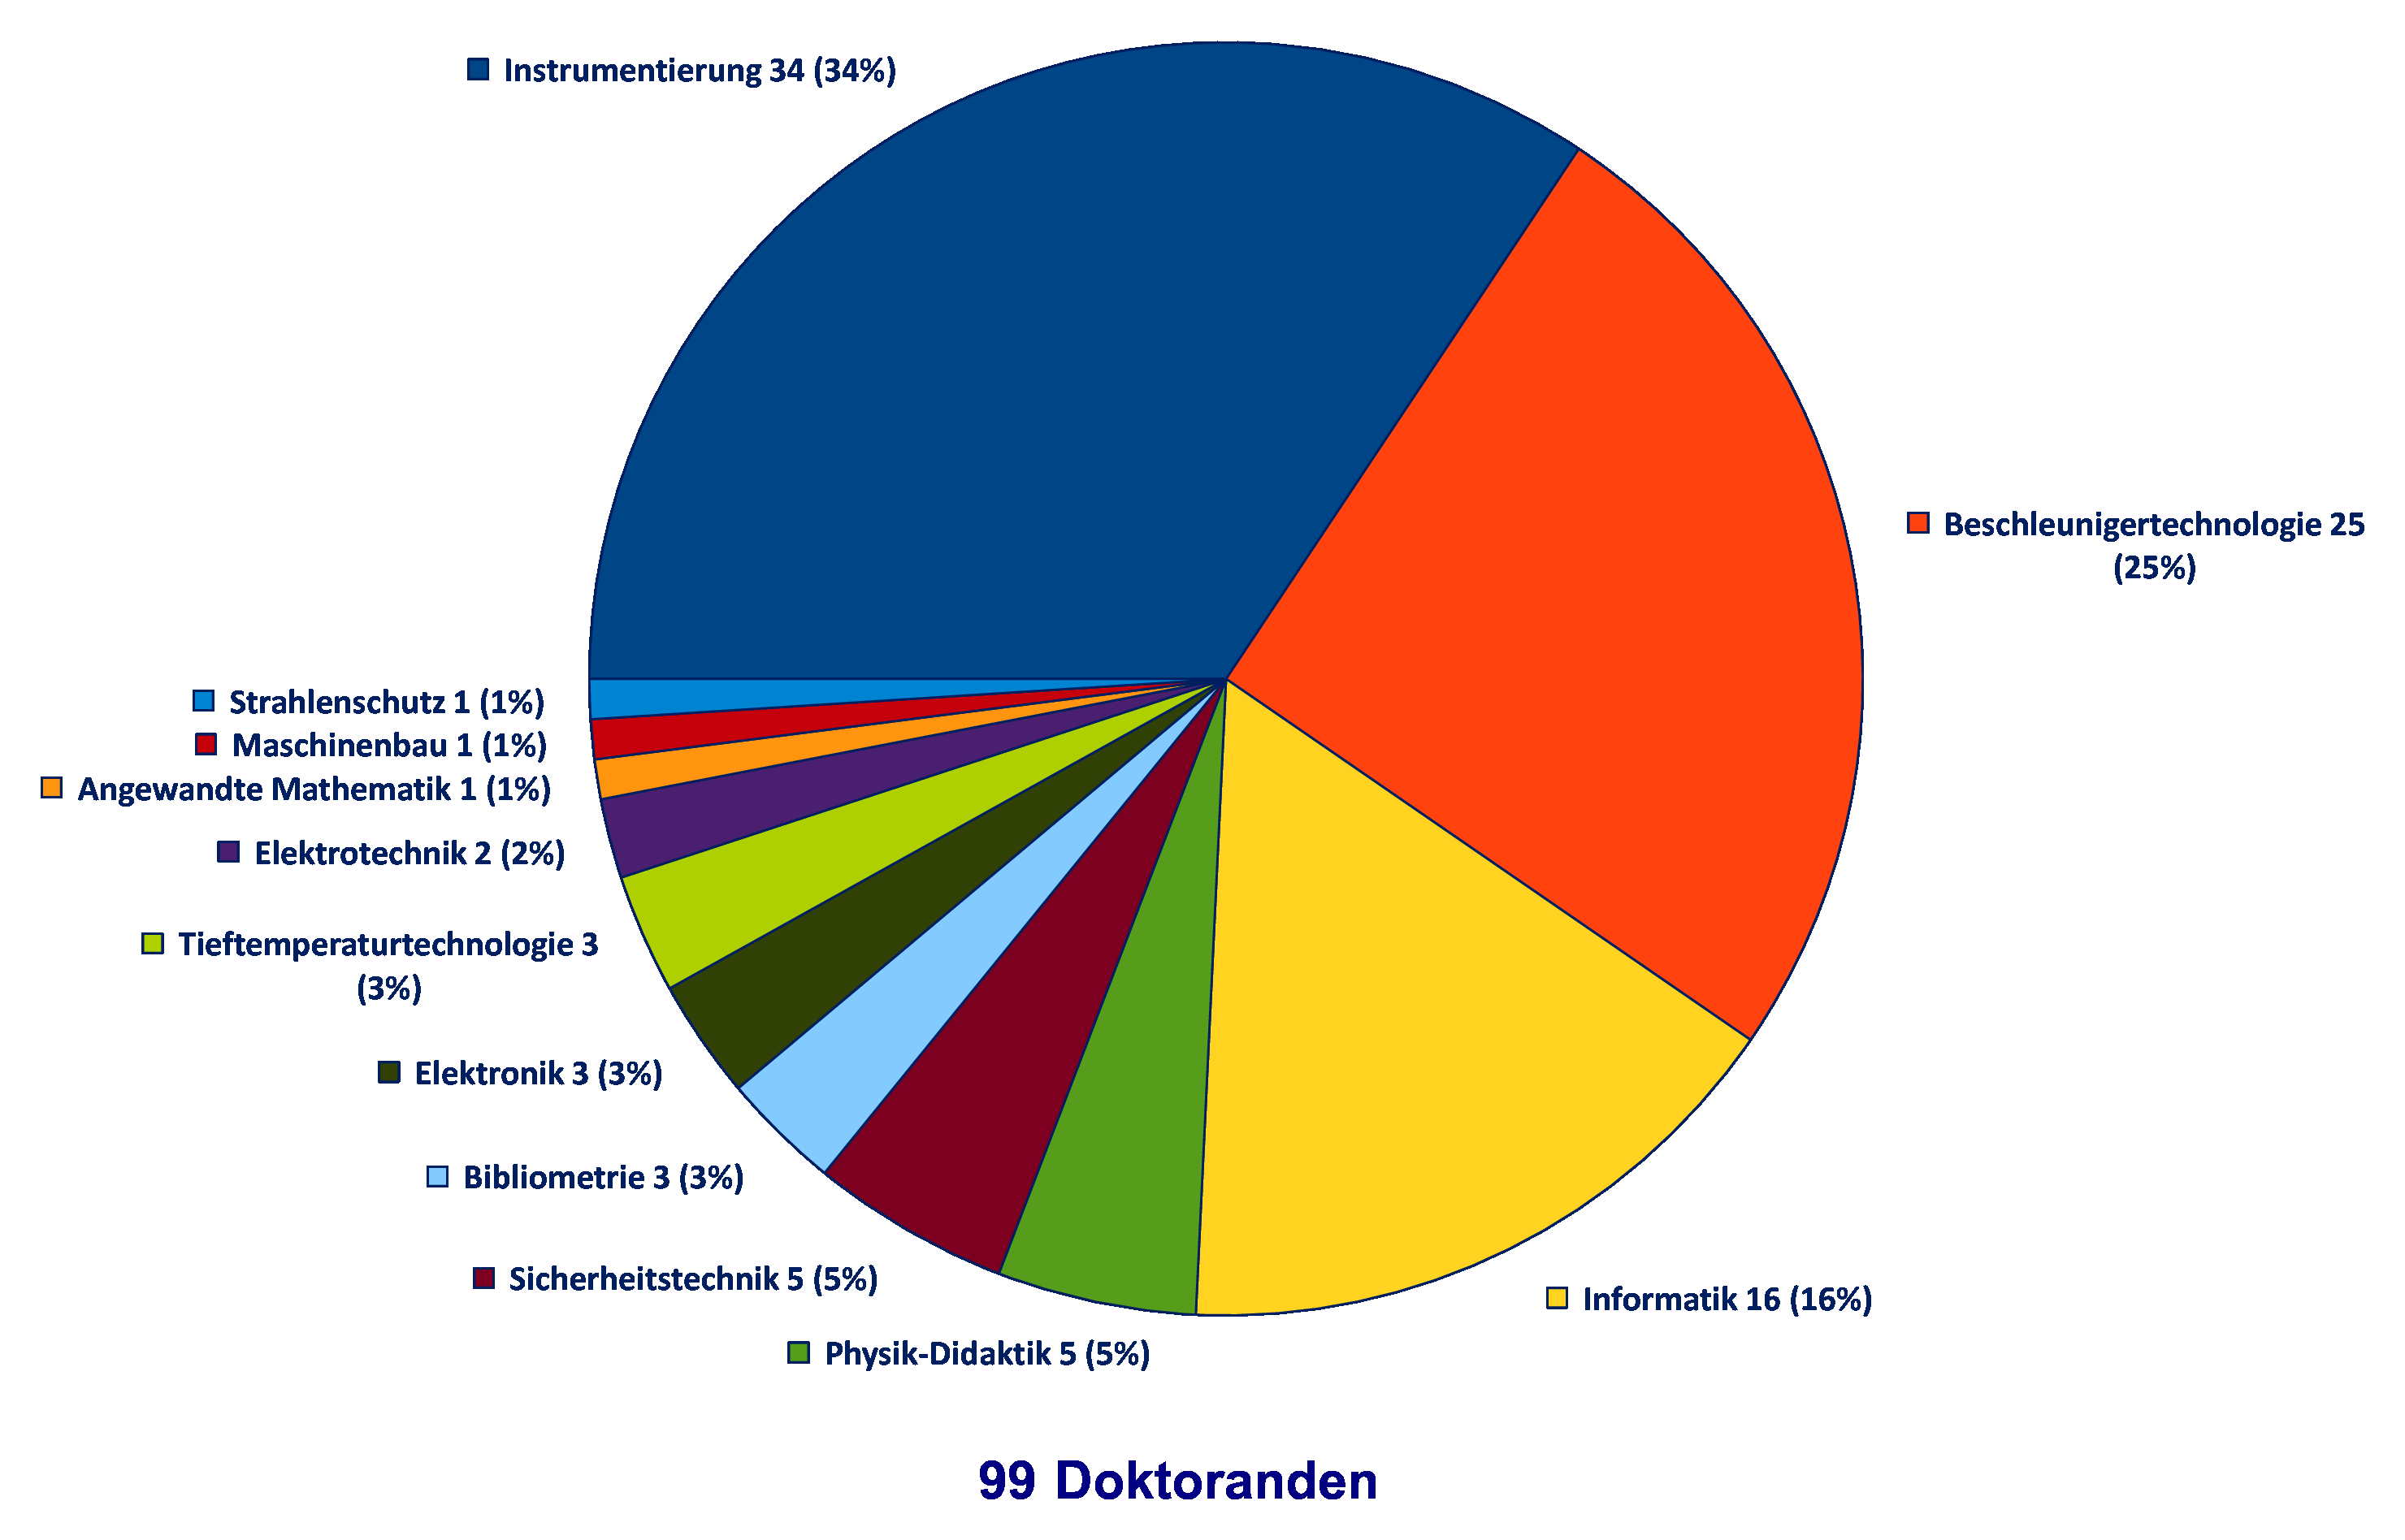 Instrumentierung 34 (34%)
Beschleunigertechnologie 25
(25%)
Strahlenschutz 1 (1%)
Maschinenbau 1 (1%)
Angewandte Mathematik 1 (1%)
Elektrotechnik 2 (2%)
Tieftemperaturtechnologie 3
(3%)
Elektronik 3 (3%)
Bibliometrie 3 (3%)
Sicherheitstechnik 5 (5%)
Informatik 16 (16%)
Physik-Didaktik 5 (5%)
99 Doktoranden